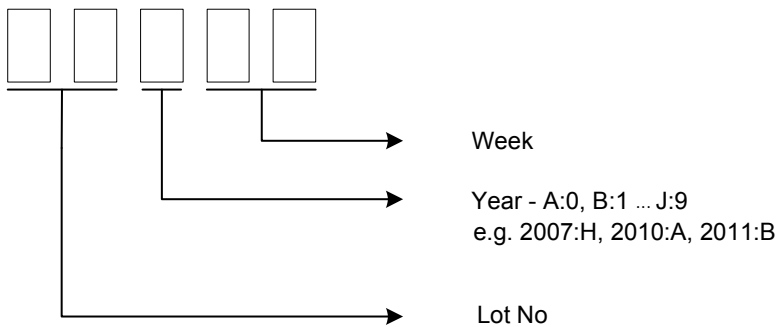 Week
Year - A:0, B:1 ... J:9
e.g. 2007:H, 2010:A, 2011:B
Lot No